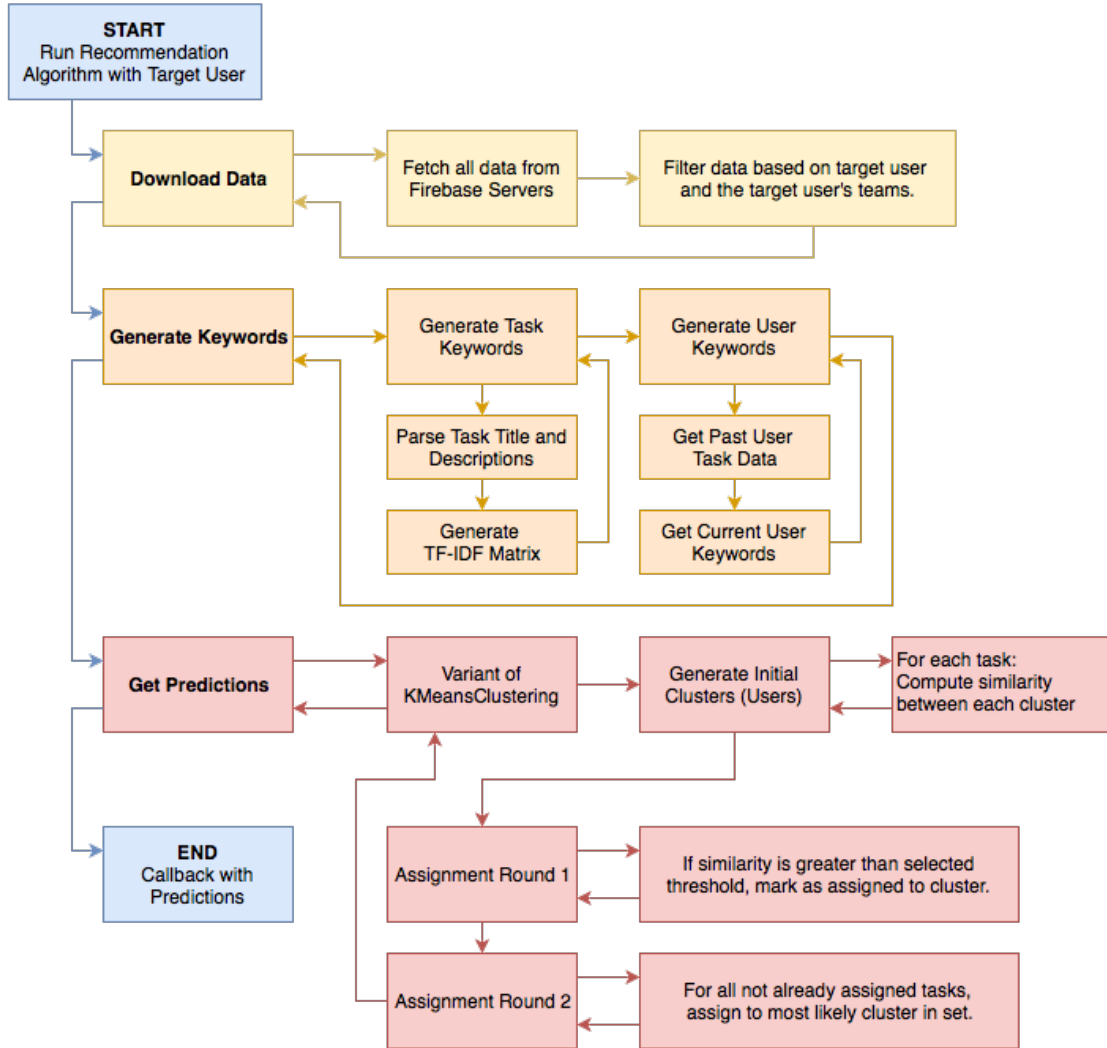 START
Run Recommendation
Algorithm with Target User
Download Data
Fetch all data from
Firebase Servers
Filter data based on target user
and the target user's teams.
Generate Keywords
Generate Task
Keywords
Generate User
Keywords
Parse Task Title and
Descriptions
Get Past User
Task Data
Generate
TF-IDF Matrix
Get Current User
Keywords
Get Predictions
Variant of
KMeansClustering
Generate Initial
Clusters (Users)
For each task:
Compute similarity
between each cluster
END
Callback with
Predictions
Assignment Round 1
If similarity is greater than selected
threshold, mark as assigned to cluster.
Assignment Round 2
For all not already assigned tasks,
assign to most likely cluster in set.